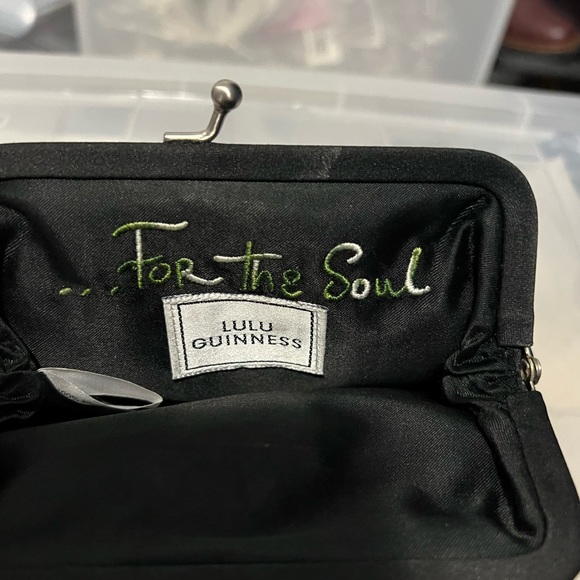 ...For the Soul
LULU
GUINNESS